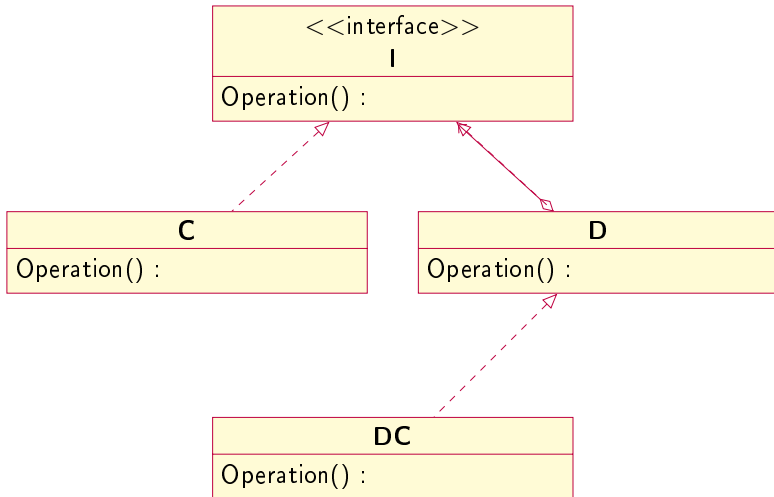 <<interface>>
I
Operation() :
C
Operation() :
D
Operation() :
DC
Operation() :